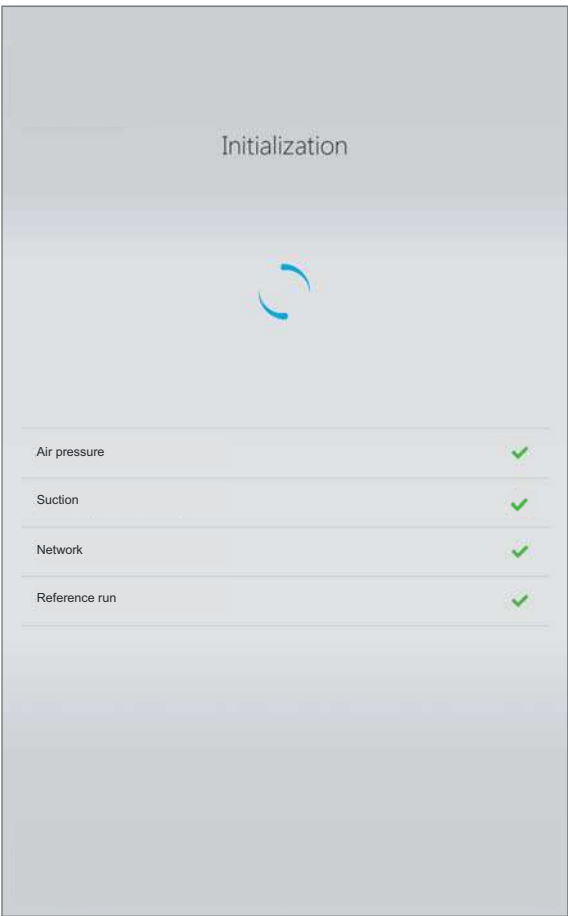 Initialization
Air pressure
Suction
Network
Reference run